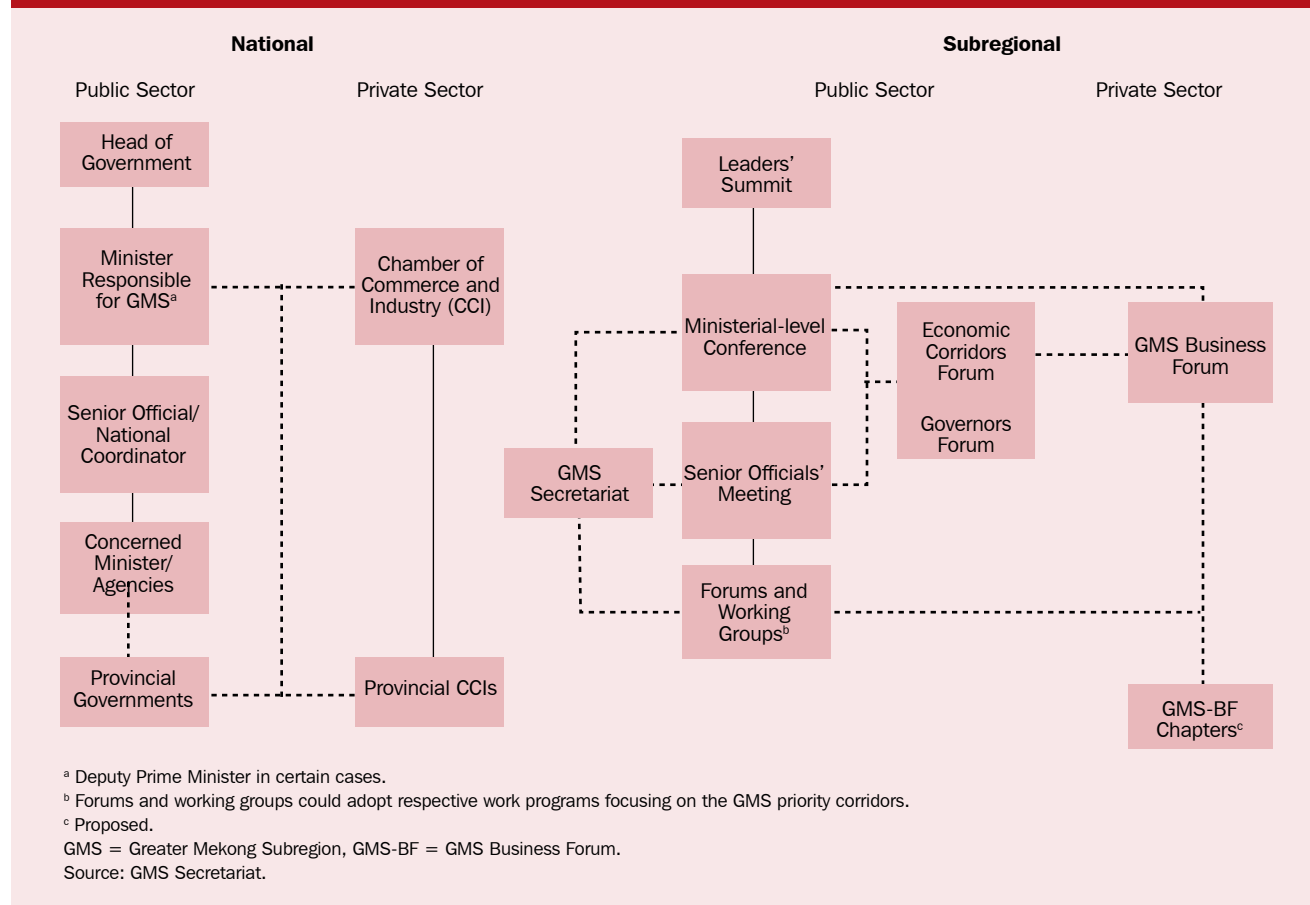 National
Subregional
Public Sector
Private Sector
Public Sector
Private Sector
Head of
Government
Minister
Responsible
for GMSᵃ
Senior Official/
National
Coordinator
Concerned
Minister/
Agencies
Provincial
Governments
Chamber of
Commerce and
Industry (CCI)
Provincial CCIs
Leaders’
Summit
Ministerial-level
Conference
GMS
Secretariat
Senior Officials’
Meeting
Forums and
Working
Groupsᵇ
Economic
Corridors
Forum
Governors
Forum
GMS Business
Forum
GMS-BF
Chaptersᶜ
ᵃ Deputy Prime Minister in certain cases.
ᵇ Forums and working groups could adopt respective work programs focusing on the GMS priority corridors.
ᶜ Proposed.
GMS = Greater Mekong Subregion, GMS-BF = GMS Business Forum.
Source: GMS Secretariat.